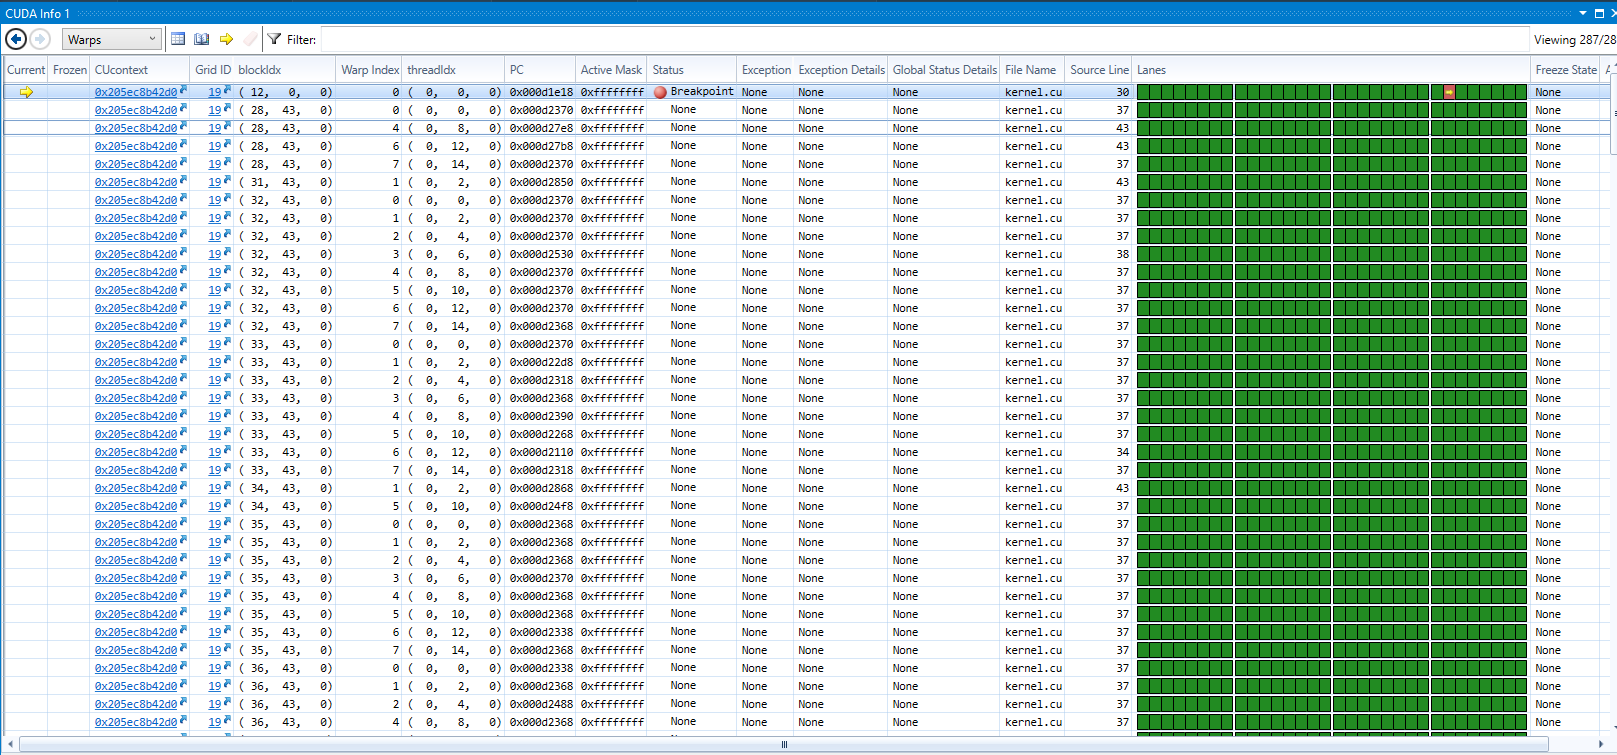 CUDA Info 1
Warps Filter: Viewing 287/28
Current Frozen CUcontext Grid ID blockIdx Warp Index threadIdx PC Active Mask Status Exception Exception Details Global Status Details File Name Source Line Lanes Freeze State
0x205ec8b42d0 19 ( 12, 0, 0) 0 ( 0, 0, 0) 0x000d1e18 0xffffffff Breakpoint None None None kernel.cu 30 None
0x205ec8b42d0 19 ( 28, 43, 0) 0 ( 0, 0, 0) 0x000d2370 0xffffffff None None None None kernel.cu 37 None
0x205ec8b42d0 19 ( 28, 43, 0) 4 ( 0, 8, 0) 0x000d27e8 0xffffffff None None None None kernel.cu 43 None
0x205ec8b42d0 19 ( 28, 43, 0) 6 ( 0, 12, 0) 0x000d27b8 0xffffffff None None None None kernel.cu 43 None
0x205ec8b42d0 19 ( 28, 43, 0) 7 ( 0, 14, 0) 0x000d2370 0xffffffff None None None None kernel.cu 37 None
0x205ec8b42d0 19 ( 31, 43, 0) 1 ( 0, 2, 0) 0x000d2850 0xffffffff None None None None kernel.cu 43 None
0x205ec8b42d0 19 ( 32, 43, 0) 0 ( 0, 0, 0) 0x000d2370 0xffffffff None None None None kernel.cu 37 None
0x205ec8b42d0 19 ( 32, 43, 0) 1 ( 0, 2, 0) 0x000d2370 0xffffffff None None None None kernel.cu 37 None
0x205ec8b42d0 19 ( 32, 43, 0) 2 ( 0, 4, 0) 0x000d2370 0xffffffff None None None None kernel.cu 37 None
0x205ec8b42d0 19 ( 32, 43, 0) 3 ( 0, 6, 0) 0x000d2530 0xffffffff None None None None kernel.cu 38 None
0x205ec8b42d0 19 ( 32, 43, 0) 4 ( 0, 8, 0) 0x000d2370 0xffffffff None None None None kernel.cu 37 None
0x205ec8b42d0 19 ( 32, 43, 0) 5 ( 0, 10, 0) 0x000d2370 0xffffffff None None None None kernel.cu 37 None
0x205ec8b42d0 19 ( 32, 43, 0) 6 ( 0, 12, 0) 0x000d2370 0xffffffff None None None None kernel.cu 37 None
0x205ec8b42d0 19 ( 32, 43, 0) 7 ( 0, 14, 0) 0x000d2368 0xffffffff None None None None kernel.cu 37 None
0x205ec8b42d0 19 ( 33, 43, 0) 0 ( 0, 0, 0) 0x000d2370 0xffffffff None None None None kernel.cu 37 None
0x205ec8b42d0 19 ( 33, 43, 0) 1 ( 0, 2, 0) 0x000d22d8 0xffffffff None None None None kernel.cu 37 None
0x205ec8b42d0 19 ( 33, 43, 0) 2 ( 0, 4, 0) 0x000d2318 0xffffffff None None None None kernel.cu 37 None
0x205ec8b42d0 19 ( 33, 43, 0) 3 ( 0, 6, 0) 0x000d2368 0xffffffff None None None None kernel.cu 37 None
0x205ec8b42d0 19 ( 33, 43, 0) 4 ( 0, 8, 0) 0x000d2390 0xffffffff None None None None kernel.cu 37 None
0x205ec8b42d0 19 ( 33, 43, 0) 5 ( 0, 10, 0) 0x000d2268 0xffffffff None None None None kernel.cu 37 None
0x205ec8b42d0 19 ( 33, 43, 0) 6 ( 0, 12, 0) 0x000d2110 0xffffffff None None None None kernel.cu 34 None
0x205ec8b42d0 19 ( 33, 43, 0) 7 ( 0, 14, 0) 0x000d2318 0xffffffff None None None None kernel.cu 37 None
0x205ec8b42d0 19 ( 34, 43, 0) 1 ( 0, 2, 0) 0x000d2868 0xffffffff None None None None kernel.cu 43 None
0x205ec8b42d0 19 ( 34, 43, 0) 5 ( 0, 10, 0) 0x000d24f8 0xffffffff None None None None kernel.cu 37 None
0x205ec8b42d0 19 ( 35, 43, 0) 0 ( 0, 0, 0) 0x000d2368 0xffffffff None None None None kernel.cu 37 None
0x205ec8b42d0 19 ( 35, 43, 0) 1 ( 0, 2, 0) 0x000d2368 0xffffffff None None None None kernel.cu 37 None
0x205ec8b42d0 19 ( 35, 43, 0) 2 ( 0, 4, 0) 0x000d2368 0xffffffff None None None None kernel.cu 37 None
0x205ec8b42d0 19 ( 35, 43, 0) 3 ( 0, 6, 0) 0x000d2370 0xffffffff None None None None kernel.cu 37 None
0x205ec8b42d0 19 ( 35, 43, 0) 4 ( 0, 8, 0) 0x000d2368 0xffffffff None None None None kernel.cu 37 None
0x205ec8b42d0 19 ( 35, 43, 0) 5 ( 0, 10, 0) 0x000d2368 0xffffffff None None None None kernel.cu 37 None
0x205ec8b42d0 19 ( 35, 43, 0) 6 ( 0, 12, 0) 0x000d2338 0xffffffff None None None None kernel.cu 37 None
0x205ec8b42d0 19 ( 35, 43, 0) 7 ( 0, 14, 0) 0x000d2368 0xffffffff None None None None kernel.cu 37 None
0x205ec8b42d0 19 ( 36, 43, 0) 0 ( 0, 0, 0) 0x000d2338 0xffffffff None None None None kernel.cu 37 None
0x205ec8b42d0 19 ( 36, 43, 0) 1 ( 0, 2, 0) 0x000d2368 0xffffffff None None None None kernel.cu 37 None
0x205ec8b42d0 19 ( 36, 43, 0) 2 ( 0, 4, 0) 0x000d2488 0xffffffff None None None None kernel.cu 37 None
0x205ec8b42d0 19 ( 36, 43, 0) 4 ( 0, 8, 0) 0x000d2368 0xffffffff None None None None kernel.cu 37 None